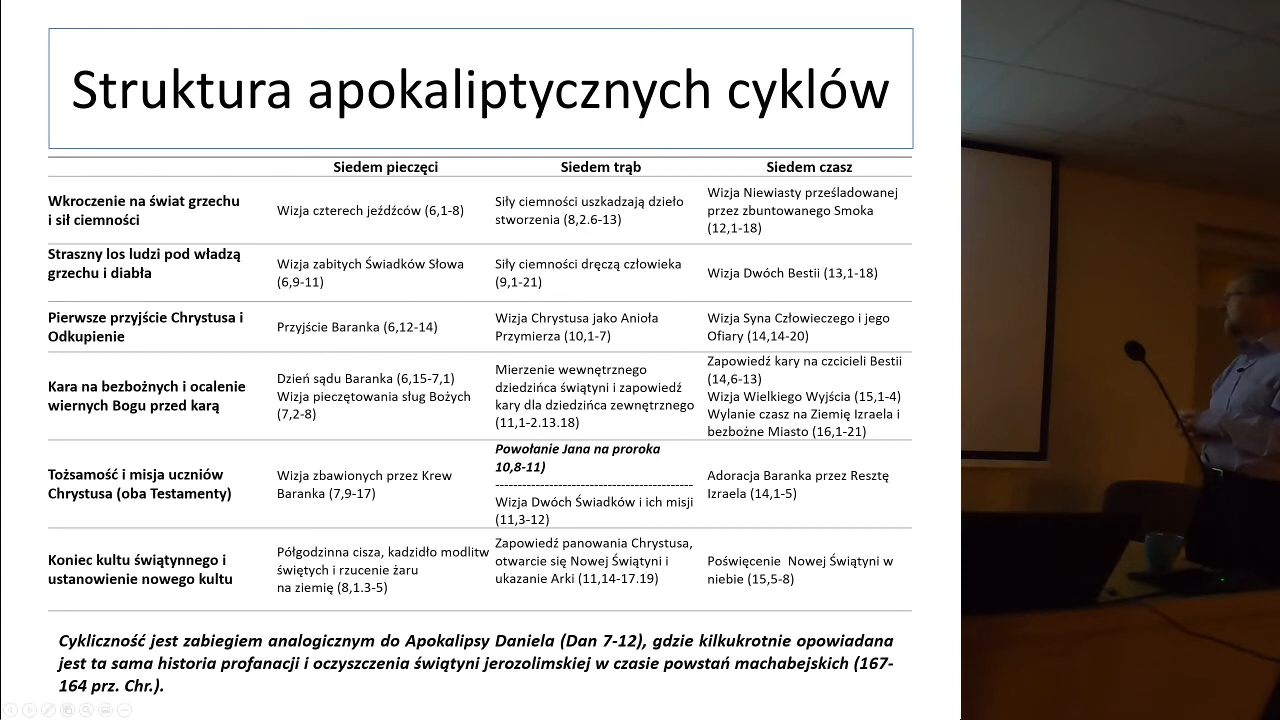 Struktura apokaliptycznych cyklów
Siedem pieczęci Siedem trąb Siedem czasz
Wkroczenie na świat grzechu
i sił ciemności
Wizja czterech jeźdźców (6,1-8)
Siły ciemności uszkadzają dzieło
stworzenia (8,2.6-13)
Wizja Niewiasty prześladowanej
przez zbuntowanego Smoka
(12,1-18)
Straszny los ludzi pod władzą
grzechu i diabła
Wizja zabitych Świadków Słowa
(6,9-11)
Siły ciemności dręczą człowieka
(9,1-21)
Wizja Dwóch Bestii (13,1-18)
Pierwsze przyjście Chrystusa i
Odkupienie
Przyjście Baranka (6,12-14)
Wizja Chrystusa jako Anioła
Przymierza (10,1-7)
Wizja Syna Człowieczego i jego
Ofiary (14,14-20)
Kara na bezbożnych i ocalenie
wiernych Bogu przed karą
Dzień sądu Baranka (6,15-7,1)
Wizja pieczętowania sług Bożych
(7,2-8)
Mierzenie wewnętrznego
dziedzińca świątyni i zapowiedź
kary dla dziedzińca zewnętrznego
(11,1-2.13.18)
Zapowiedź kary na czcicieli Bestii
(14,6-13)
Wizja Wielkiego Wyjścia (15,1-4)
Wylanie czasz na Ziemię Izraela i
bezbożne Miasto (16,1-21)
Tożsamość i misja uczniów
Chrystusa (oba Testamenty)
Wizja zbawionych przez Krew
Baranka (7,9-17)
Powołanie Jana na proroka
10,8-11)
--------------------------------------------
Wizja Dwóch Świadków i ich misji
(11,3-12)
Adoracja Baranka przez Resztę
Izraela (14,1-5)
Koniec kultu świątynnego i
ustanowienie nowego kultu
Półgodzinna cisza, kadzidło modlitw
świętych i rzucenie żaru
na ziemię (8,1.3-5)
Zapowiedź panowania Chrystusa,
otwarcie się Nowej Świątyni i
ukazanie Arki (11,14-17.19)
Poświęcenie  Nowej Świątyni w
niebie (15,5-8)
Cykliczność jest zabiegiem analogicznym do Apokalipsy Daniela (Dan 7-12), gdzie kilkukrotnie opowiadana
jest ta sama historia profanacji i oczyszczenia świątyni jerozolimskiej w czasie powstań machabejskich (167-
164 prz. Chr.).